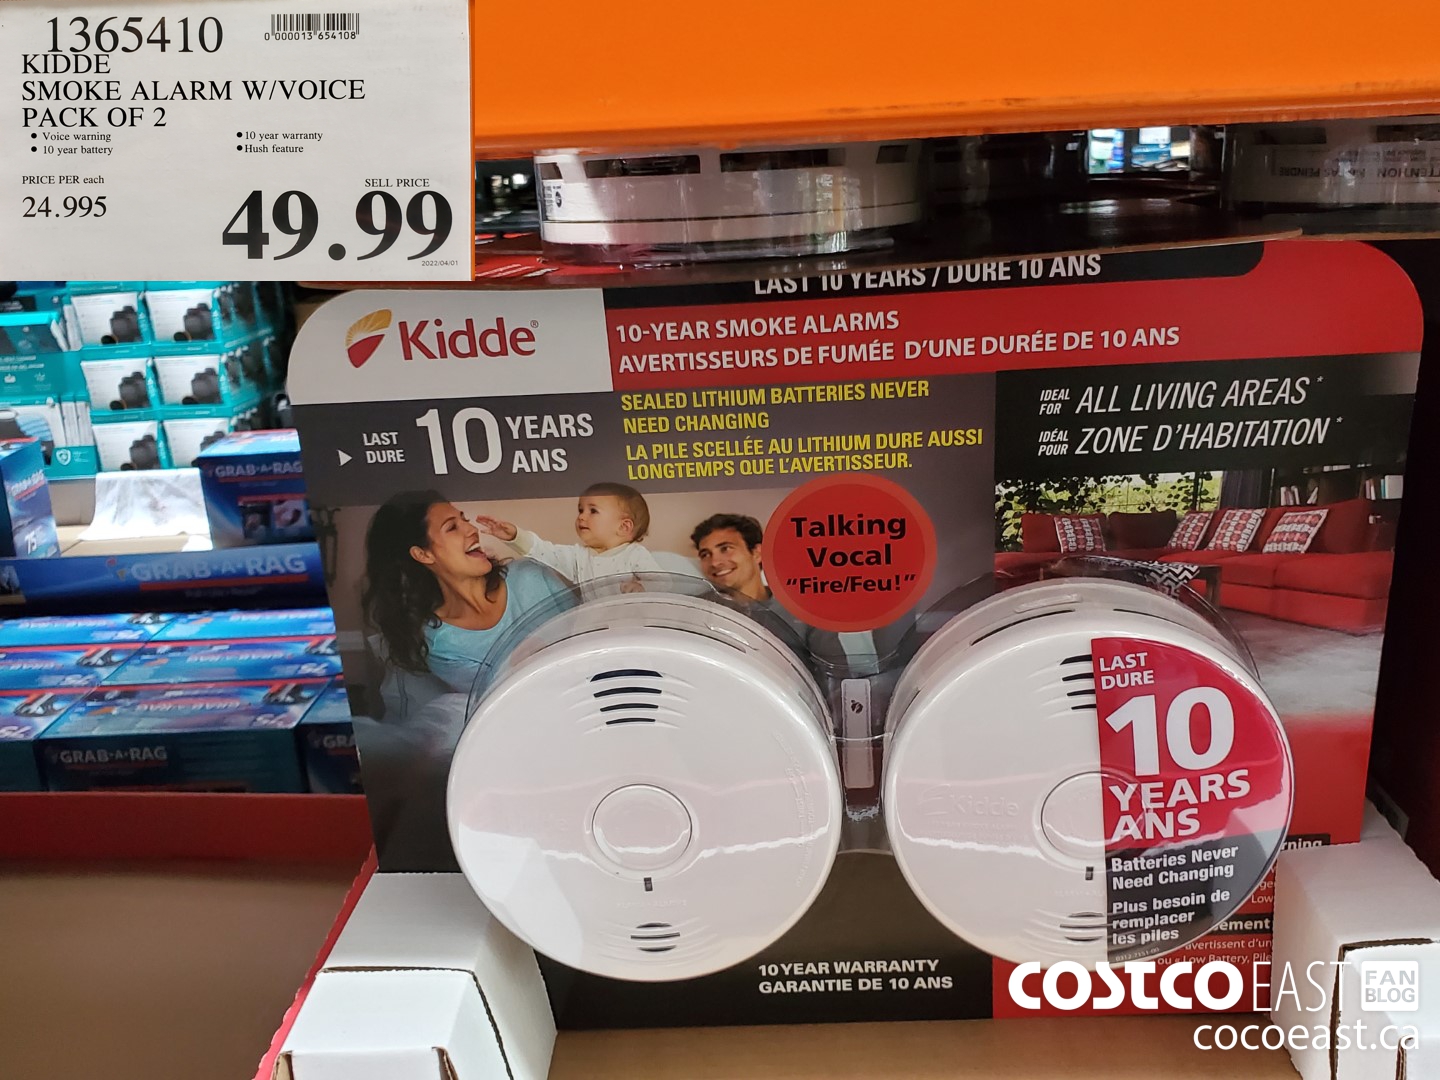 1365410
0 000013 654108
KIDDE
SMOKE ALARM W/VOICE
PACK OF 2
• Voice warning
• 10 year battery
• 10 year warranty
• Hush feature
PRICE PER each
24.995
SELL PRICE
49.99
2022/04/01
LAST 10 YEARS / DURE 10 ANS
Kidde®
10-YEAR SMOKE ALARMS
AVERTISSEURS DE FUMÉE D'UNE DURÉE DE 10 ANS
LAST
DURE
10 YEARS
ANS
SEALED LITHIUM BATTERIES NEVER
NEED CHANGING
LA PILE SCELLÉE AU LITHIUM DURE AUSSI
LONGTEMPS QUE L'AVERTISSEUR.
IDEAL
FOR
ALL LIVING AREAS*
IDÉAL
POUR
ZONE D'HABITATION*
Talking
Vocal
"Fire/Feu!"
LAST
DURE
10
YEARS
ANS
Batteries Never
Need Changing
Plus besoin de
remplacer
les piles
Kidde
10 YEAR WARRANTY
GARANTIE DE 10 ANS
GRAB-A-RAG
75
GRAB-A-RAG
GRAB-A-RAG
75
GRAB
COSTCO EAST FAN
BLOG
cocoeast.ca